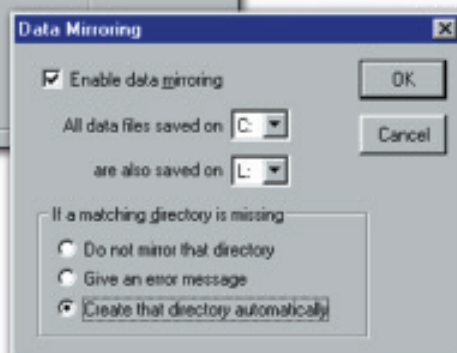 Data Mirroring
Enable data mirroring
OK
All data files saved on C:
Cancel
are also saved on L:
If a matching directory is missing
Do not mirror that directory
Give an error message
Create that directory automatically